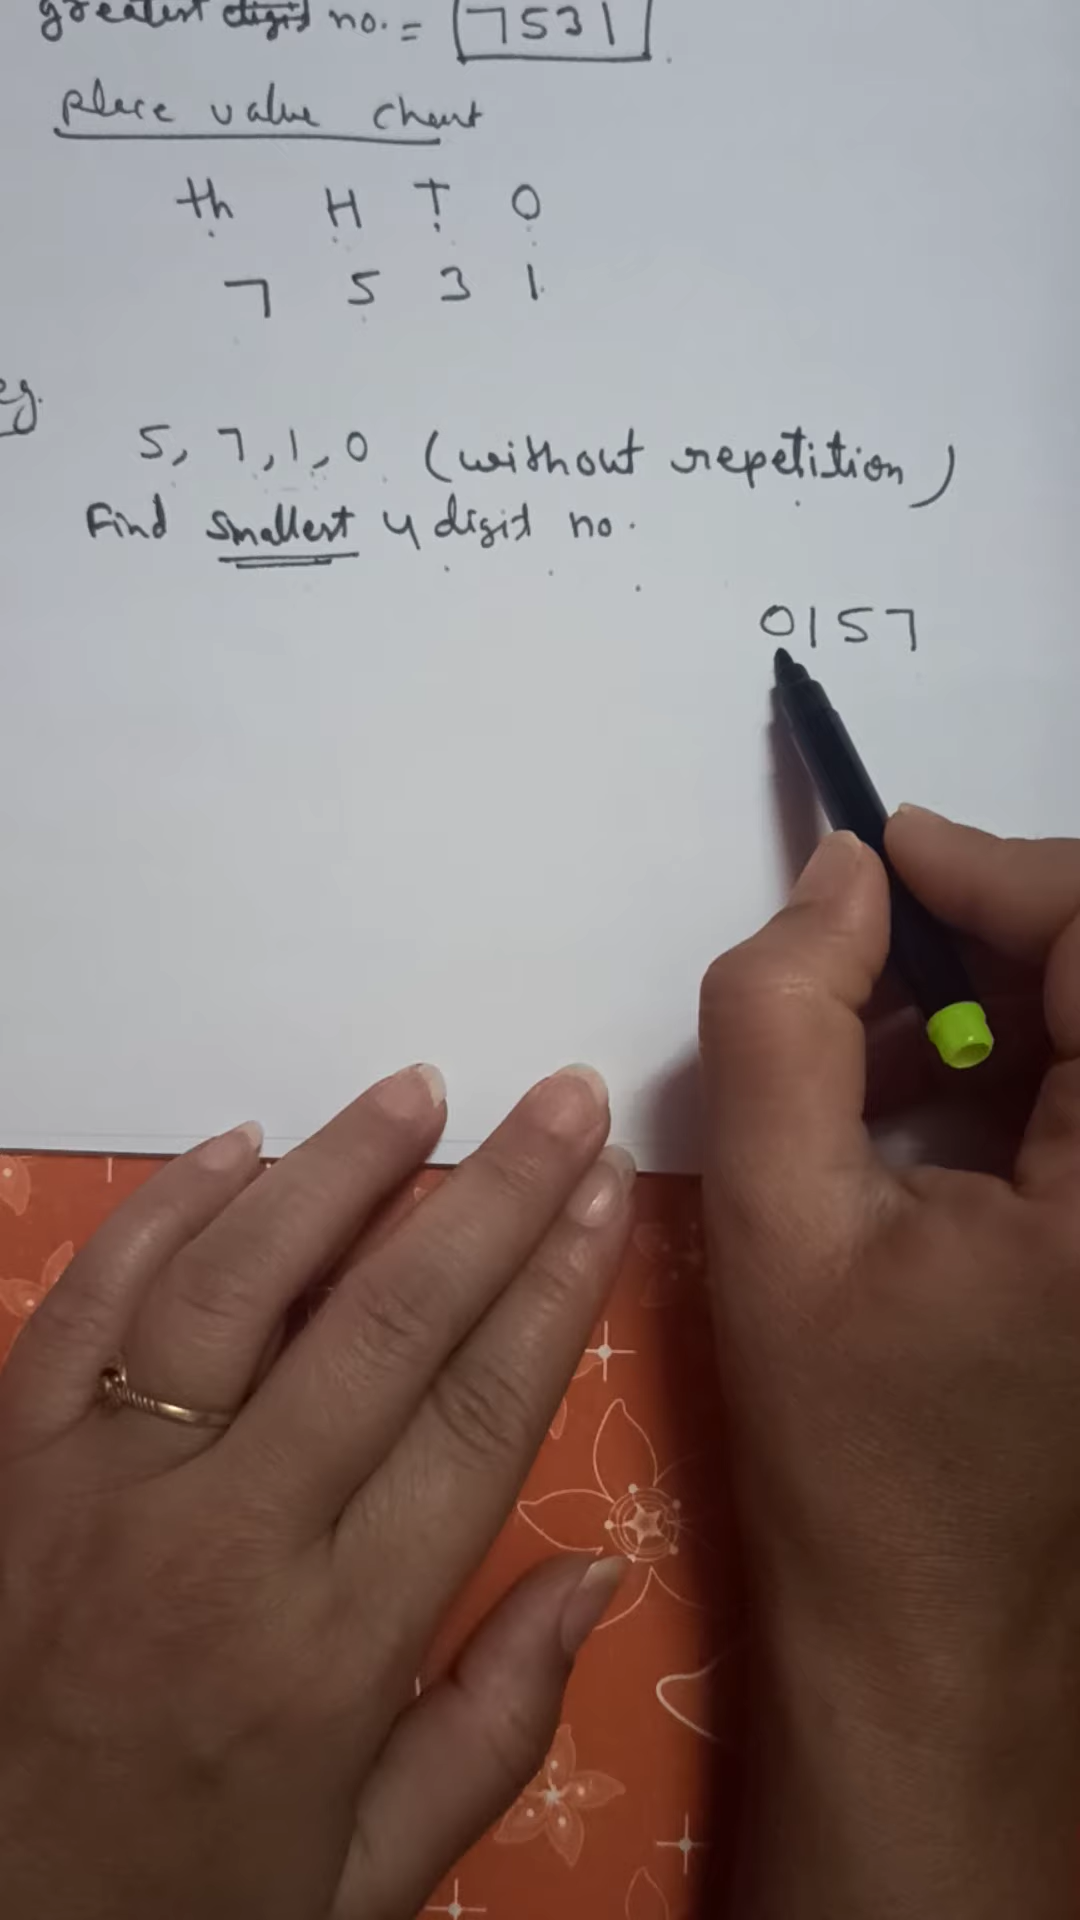 greatest digit no. = 7531
place value chart
th H T O
7 5 3 1
eg.
5, 7, 1, 0 (without repetition)
Find smallest 4 digit no.
0157